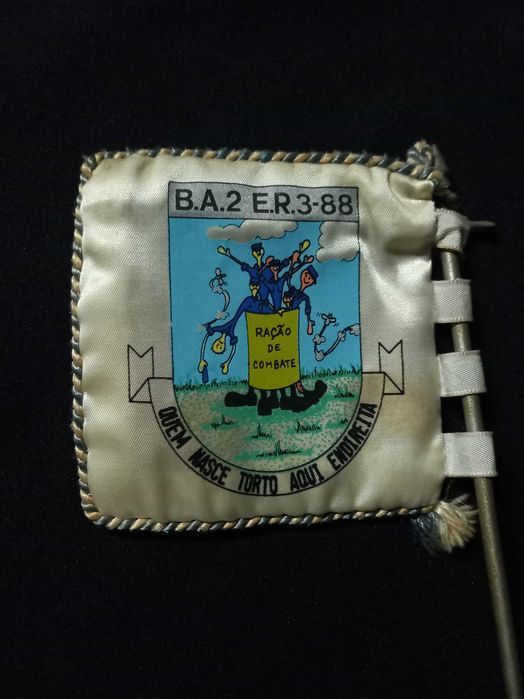 B.A.2 E.R.3-88
RAÇÃO
DE
COMBATE
QUEM NASCE TORTO AQUI ENDIREITA